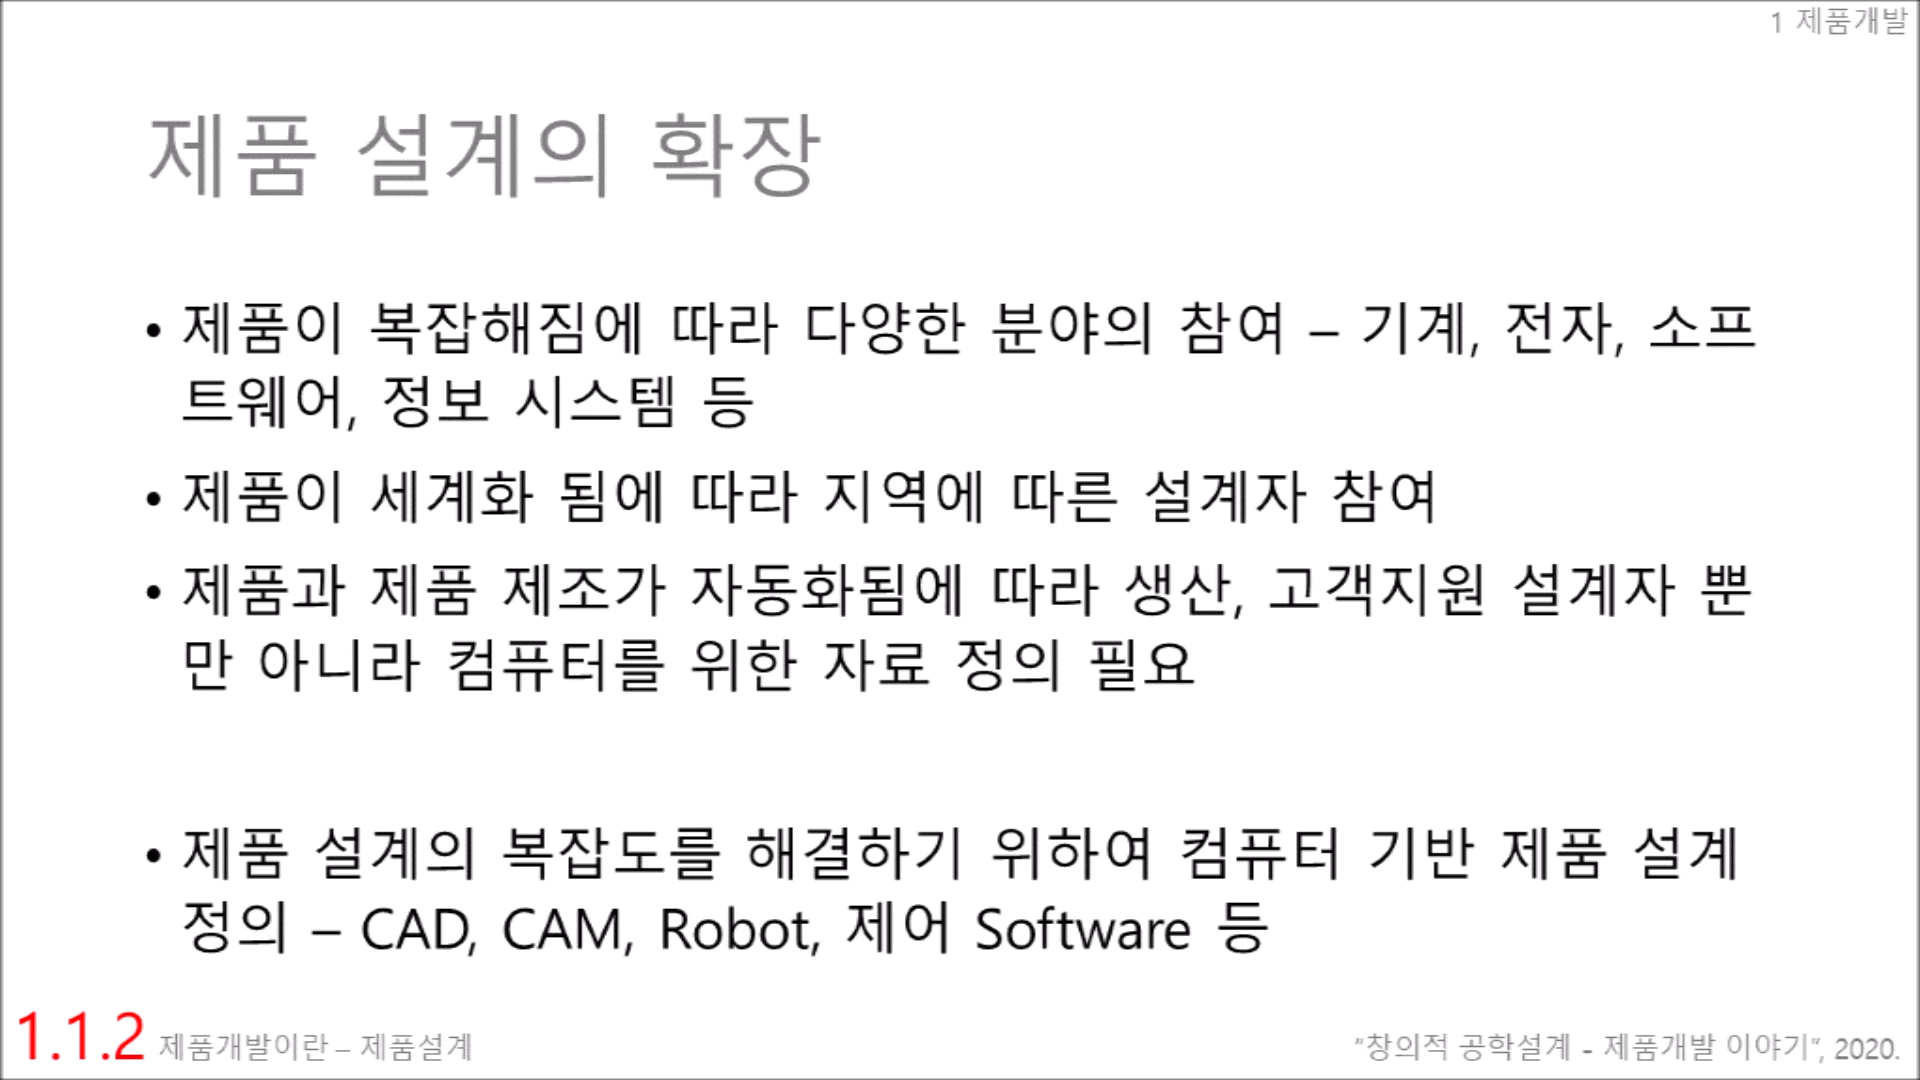 1 제품개발
제품 설계의 확장
• 제품이 복잡해짐에 따라 다양한 분야의 참여 – 기계, 전자, 소프
트웨어, 정보 시스템 등
• 제품이 세계화 됨에 따라 지역에 따른 설계자 참여
• 제품과 제품 제조가 자동화됨에 따라 생산, 고객지원 설계자 뿐
만 아니라 컴퓨터를 위한 자료 정의 필요
• 제품 설계의 복잡도를 해결하기 위하여 컴퓨터 기반 제품 설계
정의 – CAD, CAM, Robot, 제어 Software 등
1.1.2 제품개발이란 – 제품설계
“창의적 공학설계 - 제품개발 이야기”, 2020.